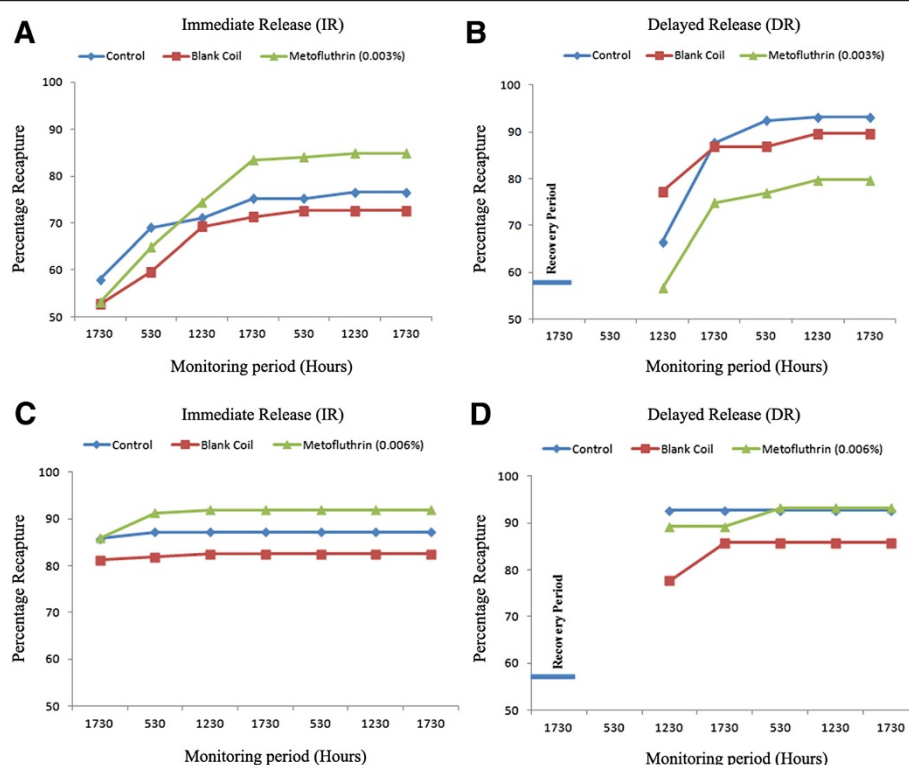 A
Immediate Release (IR)
Control Blank Coil Metofluthrin (0.003%)
Percentage Recapture
100
90
80
70
60
50
1730 530 1230 1730 530 1230 1730
Monitoring period (Hours)
B
Delayed Release (DR)
Control Blank Coil Metofluthrin (0.003%)
Percentage Recapture
100
90
80
70
60
50
Recovery Period
1730 530 1230 1730 530 1230 1730
Monitoring period (Hours)
C
Immediate Release (IR)
Control Blank Coil Metofluthrin (0.006%)
Percentage Recapture
100
90
80
70
60
50
1730 530 1230 1730 530 1230 1730
Monitoring period (Hours)
D
Delayed Release (DR)
Control Blank Coil Metofluthrin (0.006%)
Percentage Recapture
100
90
80
70
60
50
Recovery Period
1730 530 1230 1730 530 1230 1730
Monitoring period (Hours)